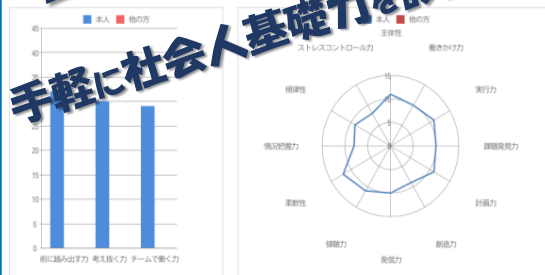 本人 他の方
本人 他の方
手軽に社会人基礎力を
45
40
25
20
15
10
5
0
前に踏み出す力 考え抜く力 チームで働く力
主体性
働きかけ力
実行力
課題発見力
計画力
創造力
発信力
傾聴力
柔軟性
情況把握力
規律性
ストレスコントロール力
15
5
0